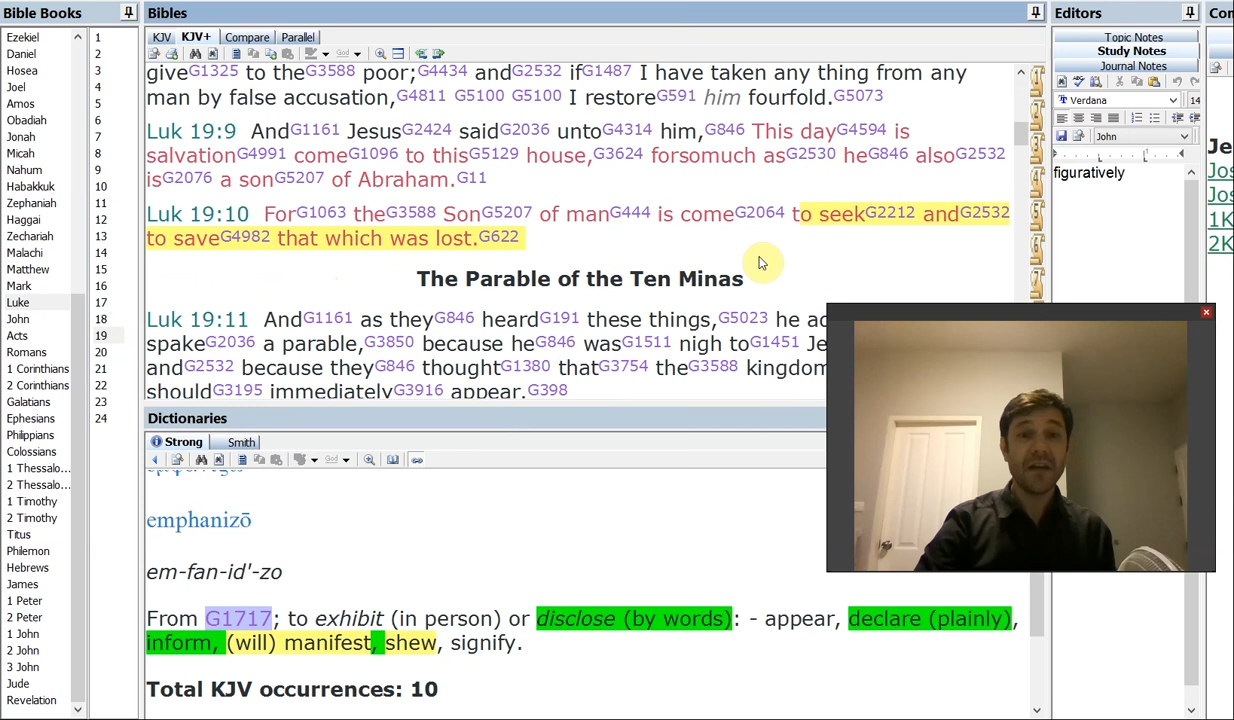 Bible Books
Bibles
Editors
Con
Ezekiel
Daniel
Hosea
Joel
Amos
Obadiah
Jonah
Micah
Nahum
Habakkuk
Zephaniah
Haggai
Zechariah
Malachi
Matthew
Mark
Luke
John
Acts
Romans
1 Corinthians
2 Corinthians
Galatians
Ephesians
Philippians
Colossians
1 Thessalo...
2 Thessalo...
1 Timothy
2 Timothy
Titus
Philemon
Hebrews
James
1 Peter
2 Peter
1 John
2 John
3 John
Jude
Revelation
1
2
3
4
5
6
7
8
9
10
11
12
13
14
15
16
17
18
19
20
21
22
23
24
KJV KJV+ Compare Parallel
giveG1325 to theG3588 poor;G4434 andG2532 ifG1487 I have taken any thing from any
man by false accusation,G4811 G5100 G5100 I restoreG591 him fourfold.G5073
Luk 19:9 AndG1161 JesusG2424 saidG2036 untoG4314 him,G846 This dayG4594 is
salvationG4991 comeG1096 to thisG5129 house,G3624 forsomuch asG2530 heG846 alsoG2532
isG2076 a sonG5207 of Abraham.G11
Luk 19:10 ForG1063 theG3588 SonG5207 of manG444 is comeG2064 to seekG2212 andG2532
to saveG4982 that which was lost.G622
The Parable of the Ten Minas
Luk 19:11 AndG1161 as theyG846 heardG191 these things,G5023 he ad
spakeG2036 a parable,G3850 because heG846 wasG1511 nigh toG1451 Je
andG2532 because theyG846 thoughtG1380 thatG3754 theG3588 kingdom
shouldG3195 immediatelyG3916 appear.G398
Dictionaries
Strong Smith
emphanizō
em-fan-id'-zo
From G1717; to exhibit (in person) or disclose (by words): - appear, declare (plainly),
inform, (will) manifest, shew, signify.
Total KJV occurrences: 10
Topic Notes
Study Notes
Journal Notes
Verdana 14
John
figuratively
Je
Jos
Jos
1K
2K